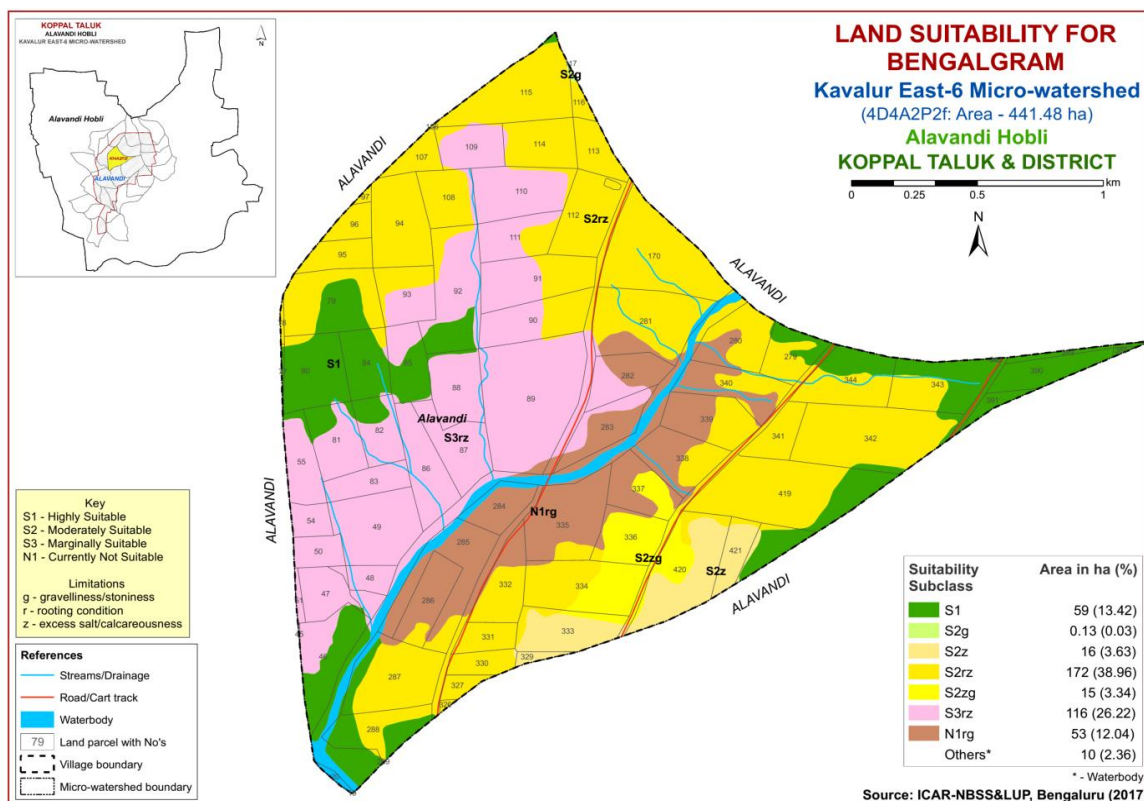 KOPPAL TALUK
ALAVANDI HOBLI
KAVALUR EAST-6 MICRO-WATERSHED
N
Alavandi Hobli
ALAVANDI
LAND SUITABILITY FOR
BENGALGRAM
Kavalur East-6 Micro-watershed
(4D4A2P2f: Area - 441.48 ha)
Alavandi Hobli
KOPPAL TALUK & DISTRICT
0 0.25 0.5 1 km
N
ALAVANDI
ALAVANDI
ALAVANDI
ALAVANDI
S2g
115
116
107
109
114
113
108
110
112
S2rz
97
96
94
111
95
170
79
93
92
91
90
281
280
279
S1
80
84
85
88
89
282
340
344
343
390
391
Alavandi
S3rz
81
82
87
283
339
341
342
55
86
338
83
337
419
54
49
284
N1rg
335
50
285
336
S2zg
421
S2z
420
48
47
286
332
334
46
331
333
330
329
287
327
288
Key
S1 - Highly Suitable
S2 - Moderately Suitable
S3 - Marginally Suitable
N1 - Currently Not Suitable
Limitations
g - gravelliness/stoniness
r - rooting condition
z - excess salt/calcareousness
References
Streams/Drainage
Road/Cart track
Waterbody
79 Land parcel with No's
Village boundary
Micro-watershed boundary
Suitability Subclass Area in ha (%)
S1 59 (13.42)
S2g 0.13 (0.03)
S2z 16 (3.63)
S2rz 172 (38.96)
S2zg 15 (3.34)
S3rz 116 (26.22)
N1rg 53 (12.04)
Others* 10 (2.36)
* - Waterbody
Source: ICAR-NBSS&LUP, Bengaluru (2017